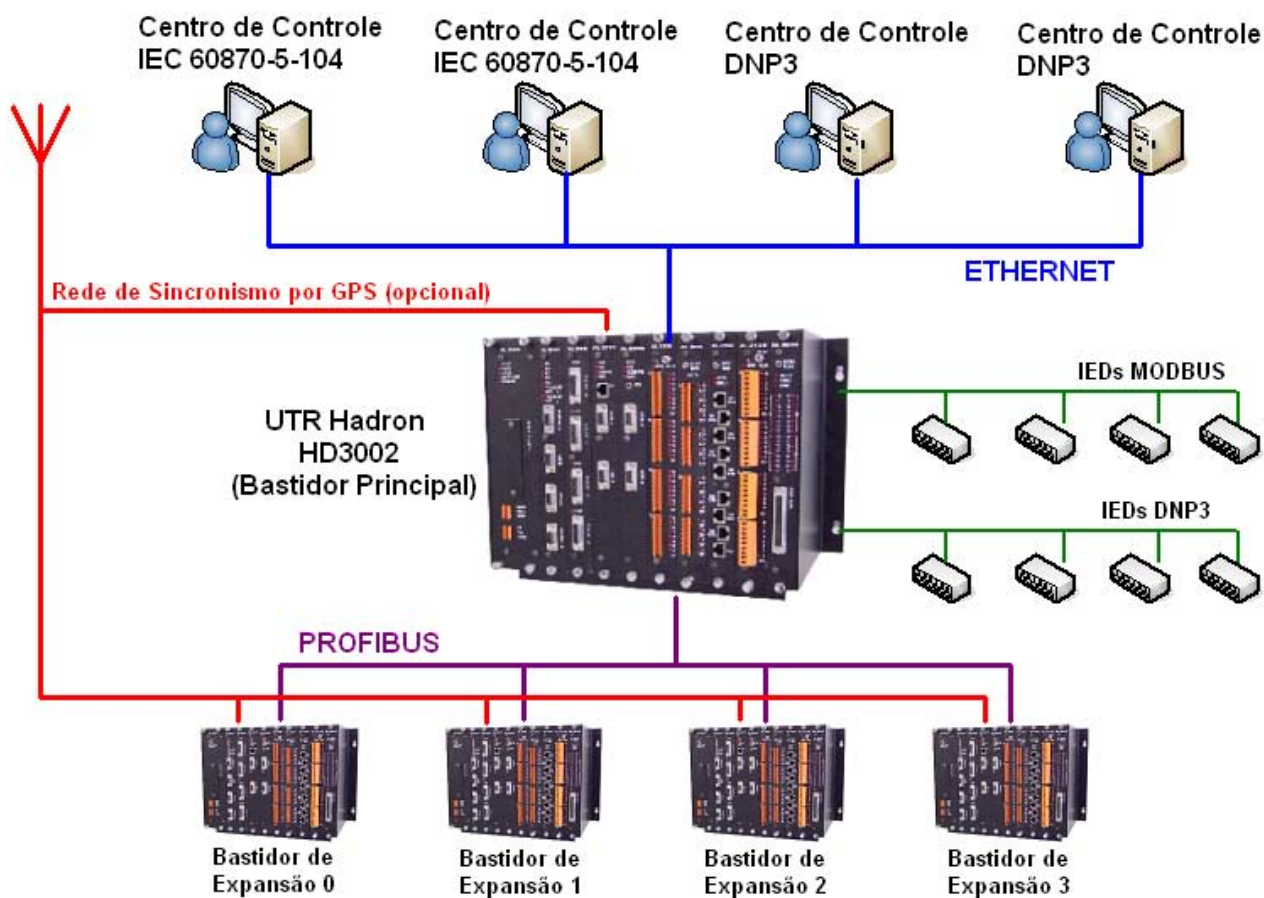 Centro de Controle
IEC 60870-5-104
Centro de Controle
IEC 60870-5-104
Centro de Controle
DNP3
Centro de Controle
DNP3
ETHERNET
Rede de Sincronismo por GPS (opcional)
UTR Hadron
HD3002
(Bastidor Principal)
IEDs MODBUS
IEDs DNP3
PROFIBUS
Bastidor de
Expansão 0
Bastidor de
Expansão 1
Bastidor de
Expansão 2
Bastidor de
Expansão 3